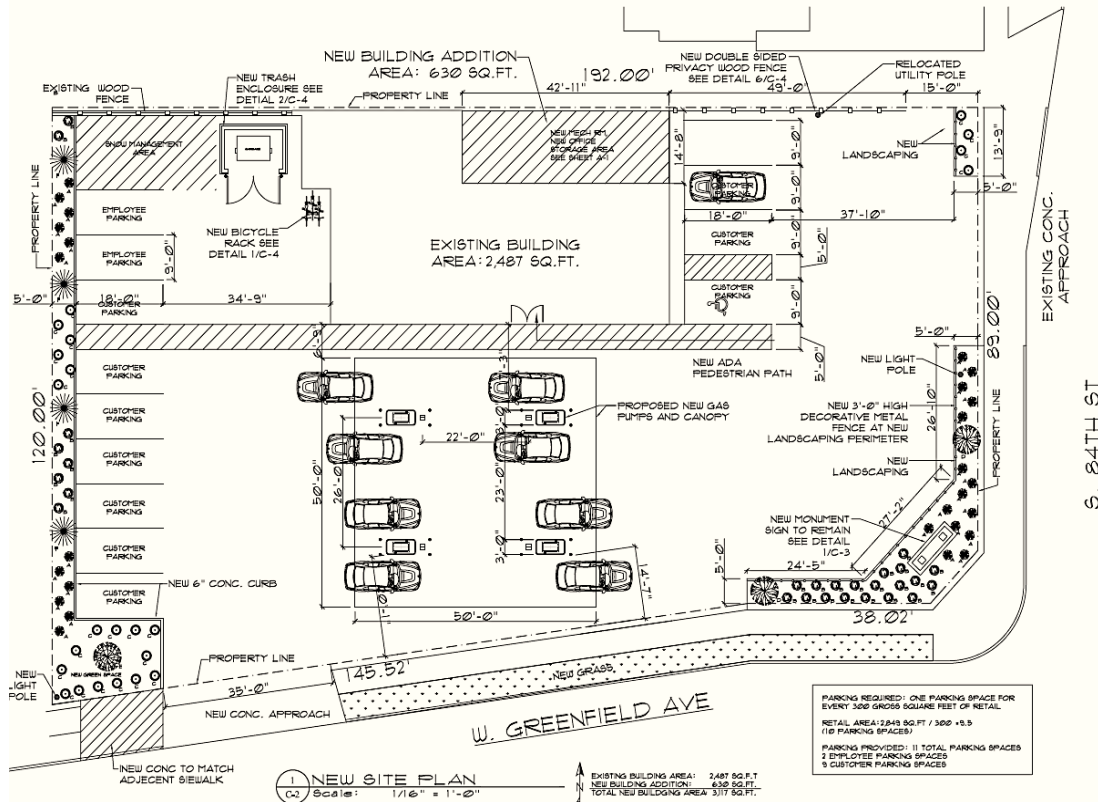 NEW BUILDING ADDITION
AREA: 630 SQ.FT.
192.00'
NEW DOUBLE SIDED
PRIVACY WOOD FENCE
SEE DETAIL 6/C-4
RELOCATED
UTILITY POLE
EXISTING WOOD
FENCE
NEW TRASH
ENCLOSURE SEE
DETIAL 2/C-4
PROPERTY LINE
42'-11"
49'-0"
15'-0"
SNOW MANAGEMENT
AREA
NEW MECH RM,
NEW OFFICE
STORAGE AREA
SEE SHEET A-1
14'-8"
9'-0"
NEW
LANDSCAPING
13'-9"
5'-0"
PROPERTY LINE
EMPLOYEE
PARKING
EMPLOYEE
PARKING
9'-0"
NEW BICYCLE
RACK SEE
DETAIL 1/C-4
EXISTING BUILDING
AREA: 2,487 SQ.FT.
CUSTOMER
PARKING
9'-0"
18'-0"
37'-10"
CUSTOMER
PARKING
9'-0"
5'-0"
CUSTOMER
PARKING
9'-0"
EXISTING CONC.
APPROACH
5'-0"
18'-0"
34'-9"
CUSTOMER
PARKING
89.00'
5'-0"
NEW ADA
PEDESTRIAN PATH
5'-0"
NEW LIGHT
POLE
CUSTOMER
PARKING
CUSTOMER
PARKING
CUSTOMER
PARKING
CUSTOMER
PARKING
CUSTOMER
PARKING
CUSTOMER
PARKING
120.00'
6'-9"
PROPOSED NEW GAS
PUMPS AND CANOPY
22'-0"
50'-0"
26'-0"
23'-0"
3'-0"
3'-0"
NEW 3'-0" HIGH
DECORATIVE METAL
FENCE AT NEW
LANDSCAPING PERIMETER
26'-10"
NEW
LANDSCAPING
PROPERTY LINE
S. 84TH ST
27'-2"
NEW MONUMENT
SIGN TO REMAIN
SEE DETAIL
1/C-3
24'-5"
5'-0"
14'-7"
50'-0"
38.02'
NEW 6" CONC. CURB
NEW GREEN SPACE
NEW
LIGHT
POLE
PROPERTY LINE
145.52'
35'-0"
NEW CONC. APPROACH
NEW GRASS
W. GREENFIELD AVE
NEW CONC TO MATCH
ADJECENT SIEWALK
1
C-2
NEW SITE PLAN
Scale: 1/16" = 1'-0"
N
EXISTING BUILDING AREA: 2,487 SQ.F.T
NEW BUILDING ADDITION: 630 SQ.FT.
TOTAL NEW BUILDGING AREA: 3,117 SQ.FT.
PARKING REQUIRED: ONE PARKING SPACE FOR
EVERY 300 GROSS SQUARE FEET OF RETAIL
RETAIL AREA:2,849 SQ.FT / 300 =9.5
(10 PARKING SPACES)
PARKING PROVIDED: 11 TOTAL PARKING SPACES
2 EMPLOYEE PARKING SPACES
9 CUSTOMER PARKING SPACES